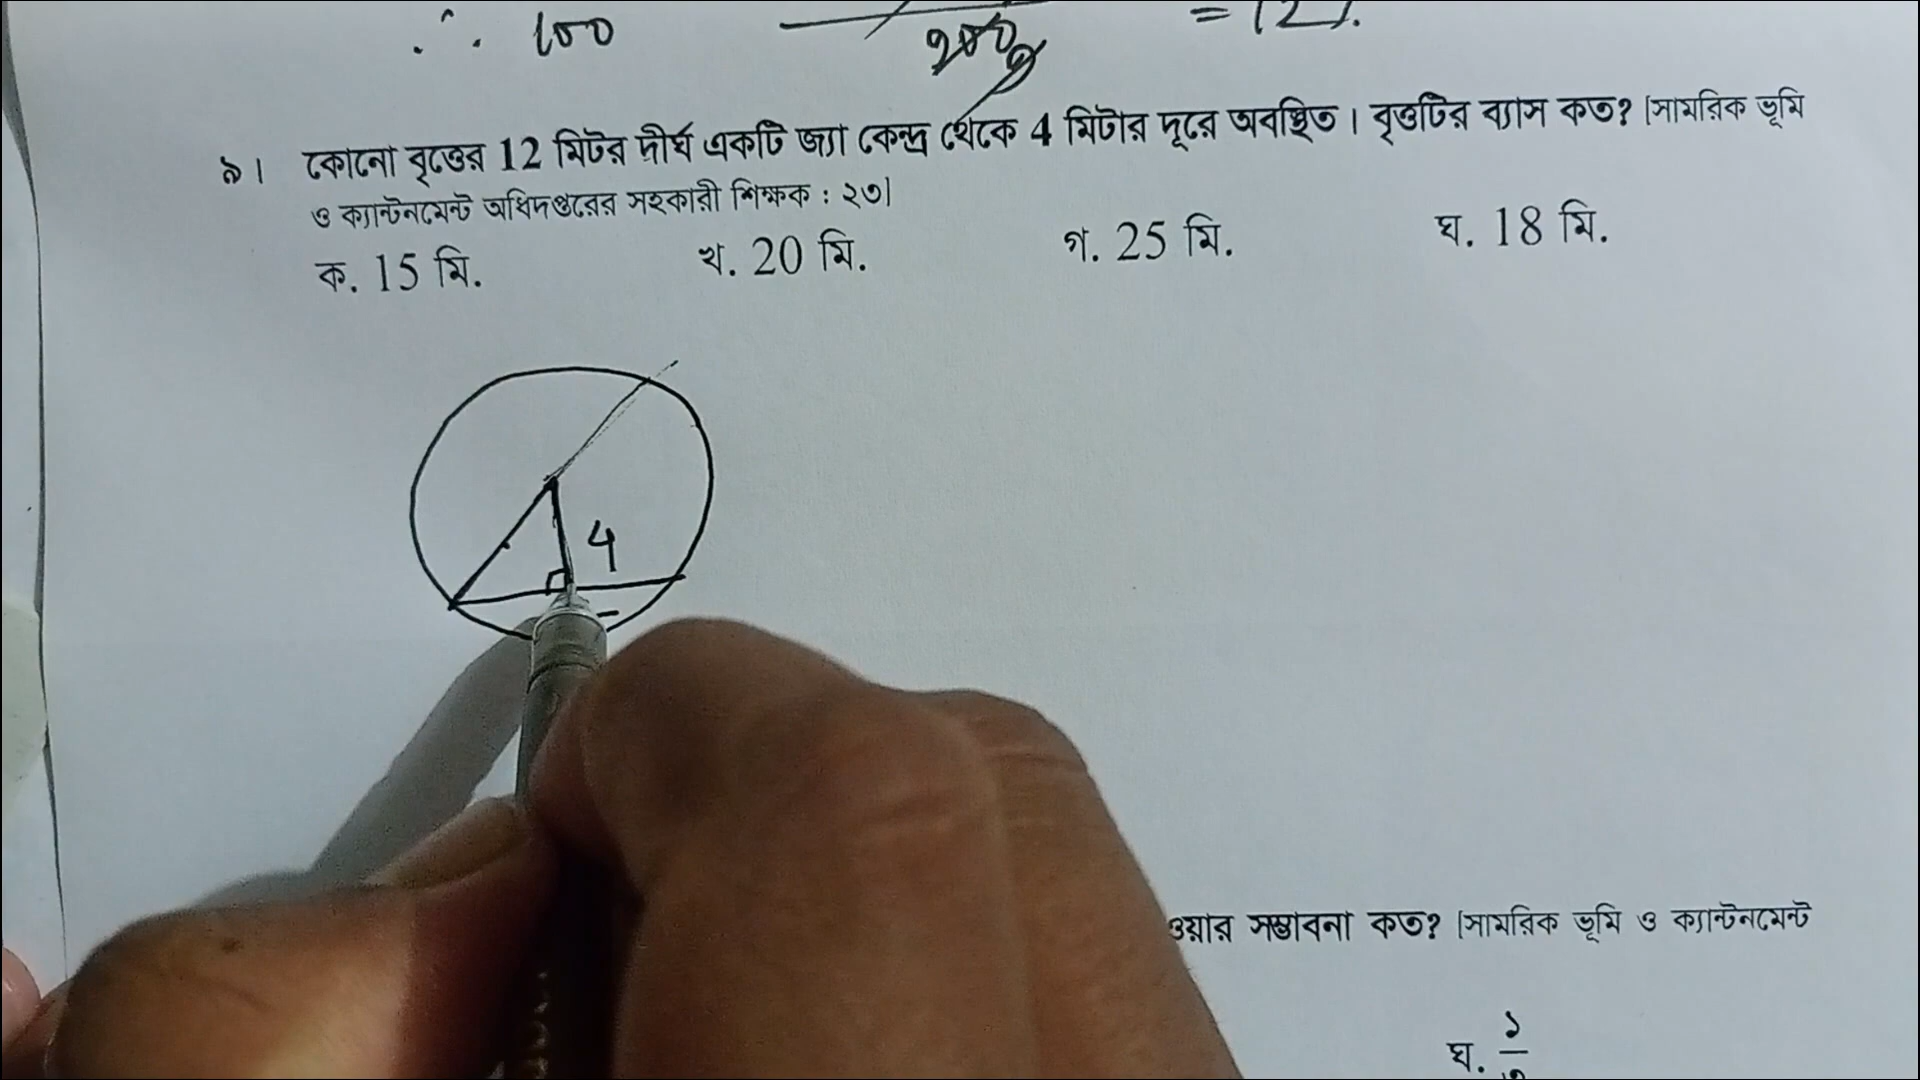 ∴ 100
= 12%
৯। কোনো বৃত্তের 12 মিটর দীর্ঘ একটি জ্যা কেন্দ্র থেকে 4 মিটার দূরে অবস্থিত। বৃত্তটির ব্যাস কত? [সামরিক ভূমি
ও ক্যান্টনমেন্ট অধিদপ্তরের সহকারী শিক্ষক : ২৩]
ক. 15 মি. খ. 20 মি. গ. 25 মি. ঘ. 18 মি.
4
ওয়ার সম্ভাবনা কত? [সামরিক ভূমি ও ক্যান্টনমেন্ট
ঘ. ১